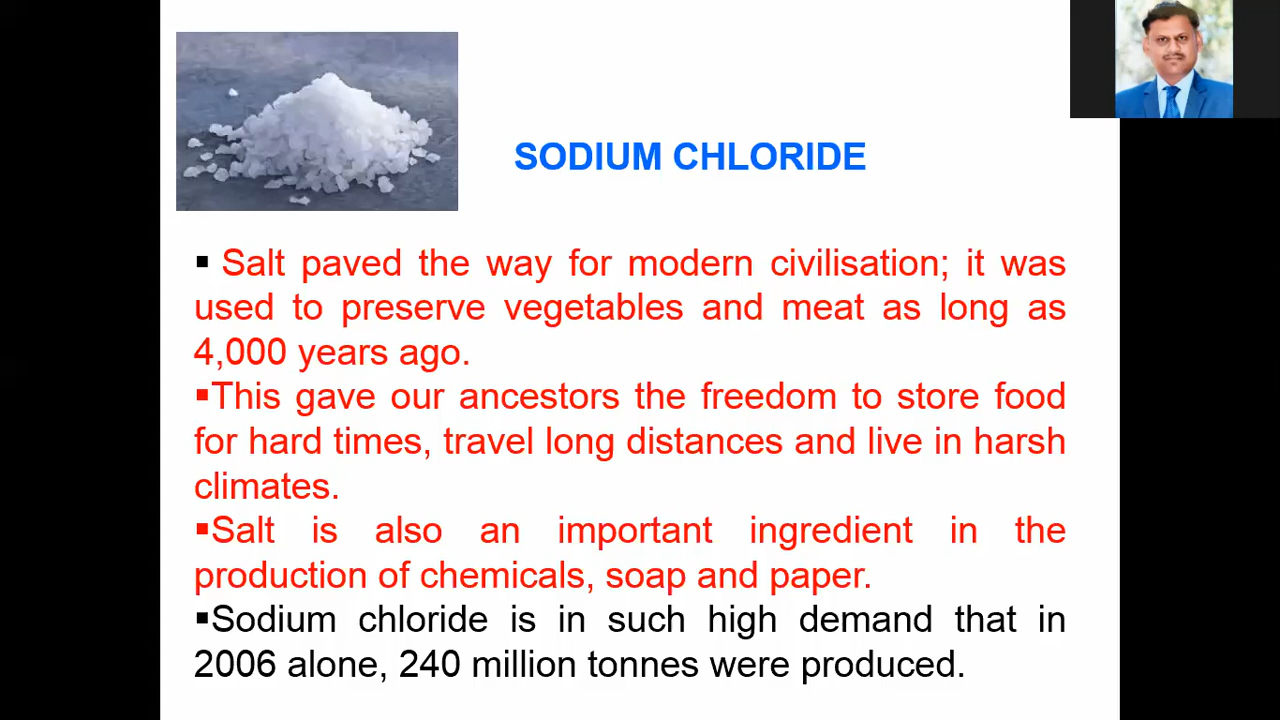 SODIUM CHLORIDE
▪ Salt paved the way for modern civilisation; it was
used to preserve vegetables and meat as long as
4,000 years ago.
▪This gave our ancestors the freedom to store food
for hard times, travel long distances and live in harsh
climates.
▪Salt is also an important ingredient in the
production of chemicals, soap and paper.
▪Sodium chloride is in such high demand that in
2006 alone, 240 million tonnes were produced.